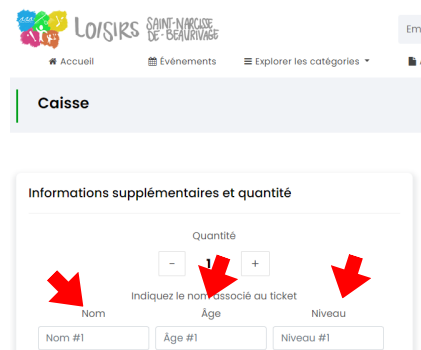 LOISIRS SAINT-NARCISSE
DE-BEAURIVAGE
Em
Accueil Événements Explorer les catégories
Caisse
Informations supplémentaires et quantité
Quantité
- 1 +
Indiquez le nom associé au ticket
Nom Âge Niveau
Nom #1 Âge #1 Niveau #1